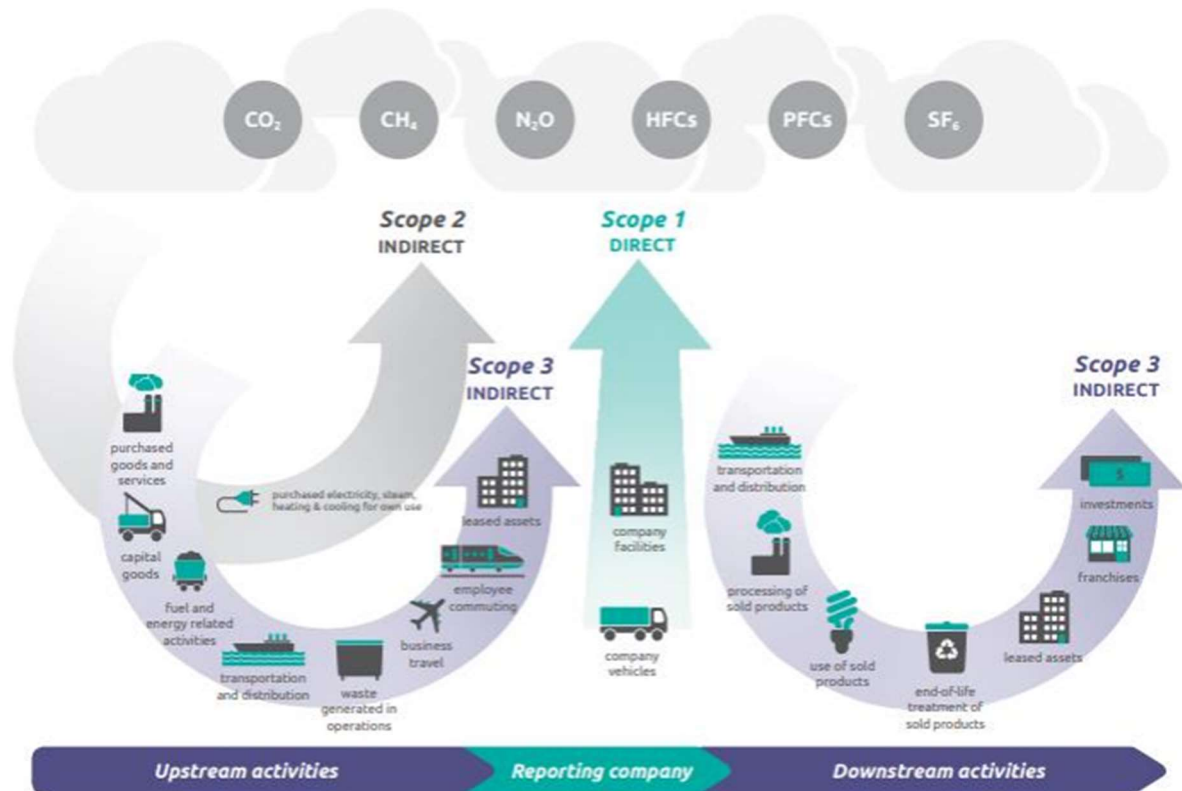 CO₂
CH₄
N₂O
HFCs
PFCs
SF₆
Scope 2
INDIRECT
Scope 1
DIRECT
Scope 3
INDIRECT
Scope 3
INDIRECT
purchased
goods and
services
capital
goods
fuel and
energy related
activities
purchased electricity, steam,
heating & cooling for own use
transportation
and distribution
waste
generated in
operations
business
travel
employee
commuting
leased assets
company
facilities
company
vehicles
transportation
and distribution
processing of
sold products
use of sold
products
end-of-life
treatment of
sold products
leased assets
franchises
investments
$
Upstream activities
Reporting company
Downstream activities